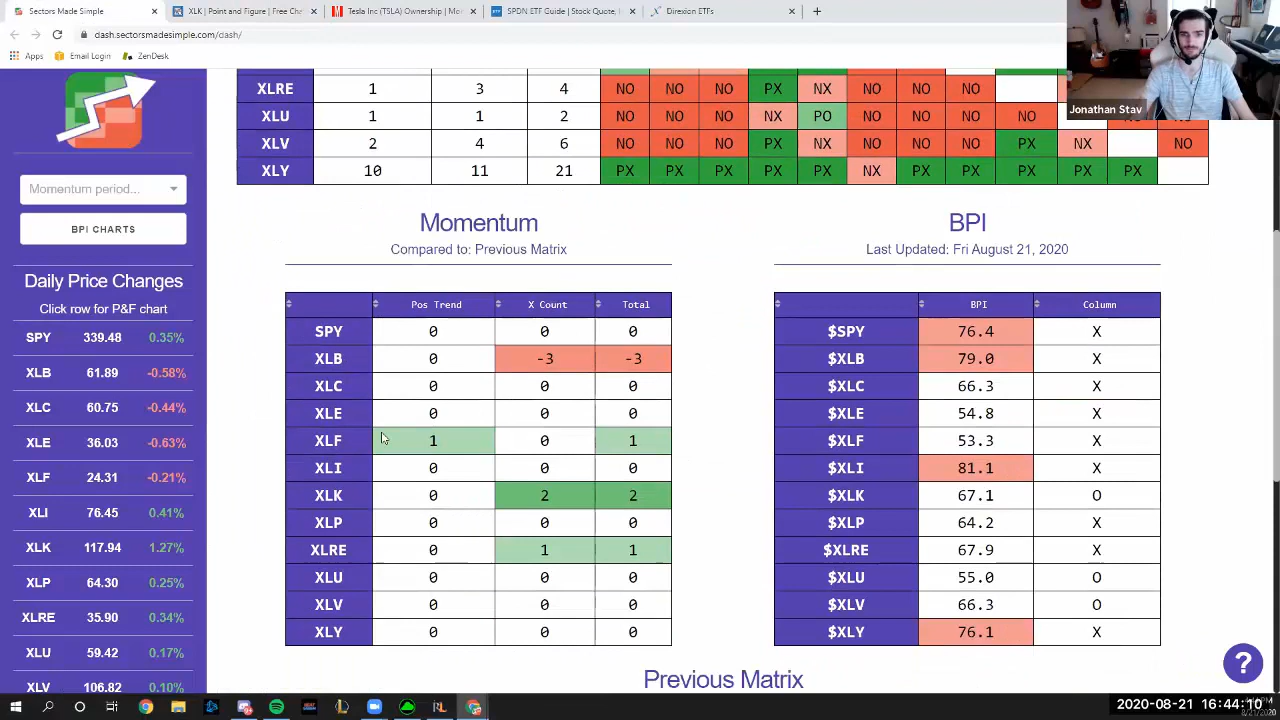 Sectors Made Simple
XLK | Point and Figure | Free Ch
Tesla Inc (TSLA) Ownership | Mo
SPDN ETF Guide | Stock Quote, H
Direxion ETFs
dash.sectorsmadesimple.com/dash/
Apps Email Login ZenDesk
Jonathan Stav
XLRE 1 3 4 NO NO NO PX NX NO NO NO
XLU 1 1 2 NO NO NO NX PO NO NO NO NO NO
XLV 2 4 6 NO NO NO PX NX NO NO NO PX NX NO
XLY 10 11 21 PX PX PX PX PX NX PX PX PX PX PX
Momentum period...
BPI CHARTS
Daily Price Changes
Click row for P&F chart
SPY 339.48 0.35%
XLB 61.89 -0.58%
XLC 60.75 -0.44%
XLE 36.03 -0.63%
XLF 24.31 -0.21%
XLI 76.45 0.41%
XLK 117.94 1.27%
XLP 64.30 0.25%
XLRE 35.90 0.34%
XLU 59.42 0.17%
XLV 106.82 0.10%
Momentum
Compared to: Previous Matrix
Pos Trend X Count Total
SPY 0 0 0
XLB 0 -3 -3
XLC 0 0 0
XLE 0 0 0
XLF 1 0 1
XLI 0 0 0
XLK 0 2 2
XLP 0 0 0
XLRE 0 1 1
XLU 0 0 0
XLV 0 0 0
XLY 0 0 0
BPI
Last Updated: Fri August 21, 2020
BPI Column
$SPY 76.4 X
$XLB 79.0 X
$XLC 66.3 X
$XLE 54.8 X
$XLF 53.3 X
$XLI 81.1 X
$XLK 67.1 O
$XLP 64.2 X
$XLRE 67.9 X
$XLU 55.0 O
$XLV 66.3 O
$XLY 76.1 X
Previous Matrix
?
2020-08-21 16:44:10